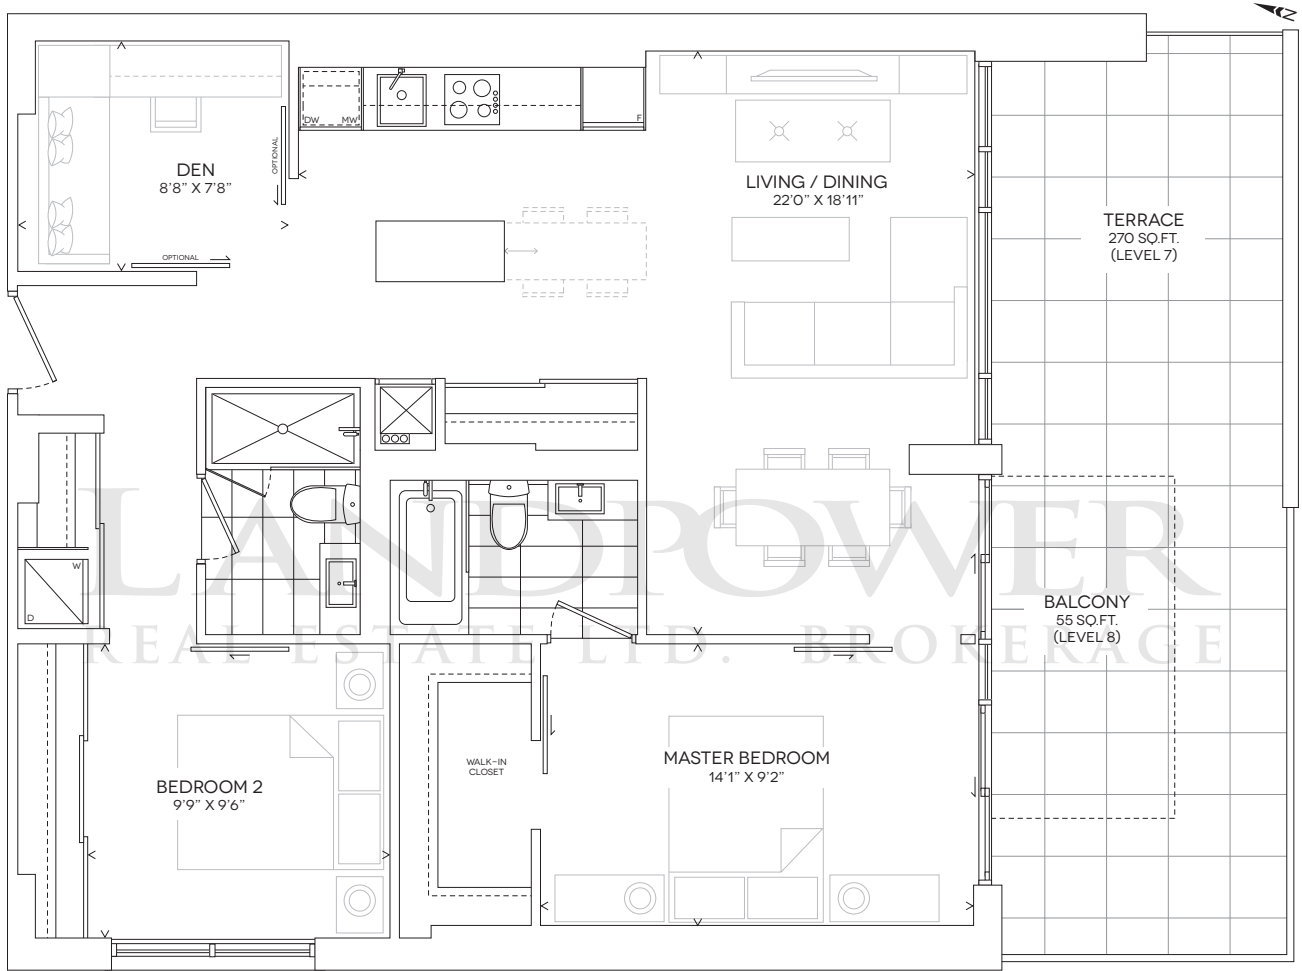 N
DW
MW
F
OPTIONAL
DEN
8'8" X 7'8"
OPTIONAL
LIVING / DINING
22'0" X 18'11"
TERRACE
270 SQ.FT.
(LEVEL 7)
W
D
LANDPOWER
REAL ESTATE LTD. BROKERAGE
BALCONY
55 SQ.FT.
(LEVEL 8)
WALK-IN
CLOSET
MASTER BEDROOM
14'1" X 9'2"
BEDROOM 2
9'9" X 9'6"